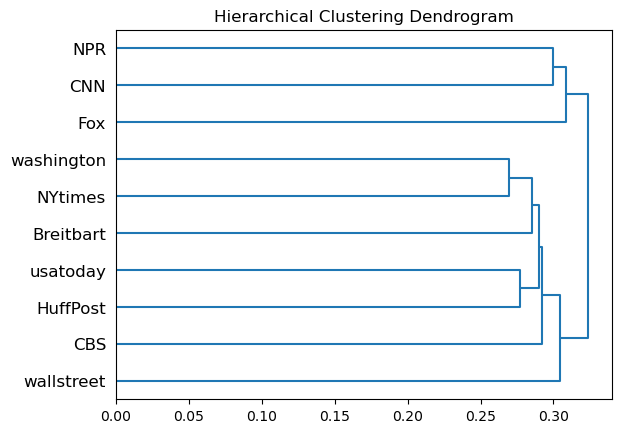 Hierarchical Clustering Dendrogram
NPR
CNN
Fox
washington
NYtimes
Breitbart
usatoday
HuffPost
CBS
wallstreet
0.00 0.05 0.10 0.15 0.20 0.25 0.30